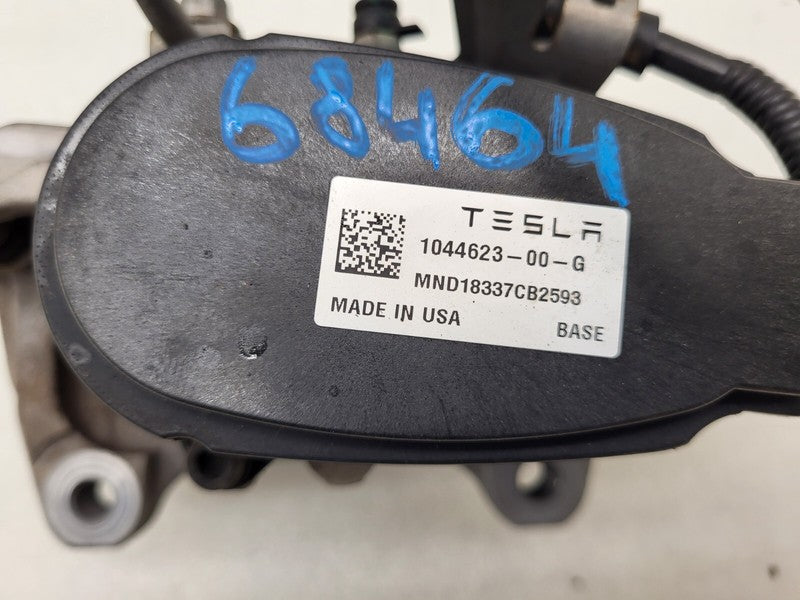 68464
TESLA
1044623-00-G
MND18337CB2593
MADE IN USA
BASE